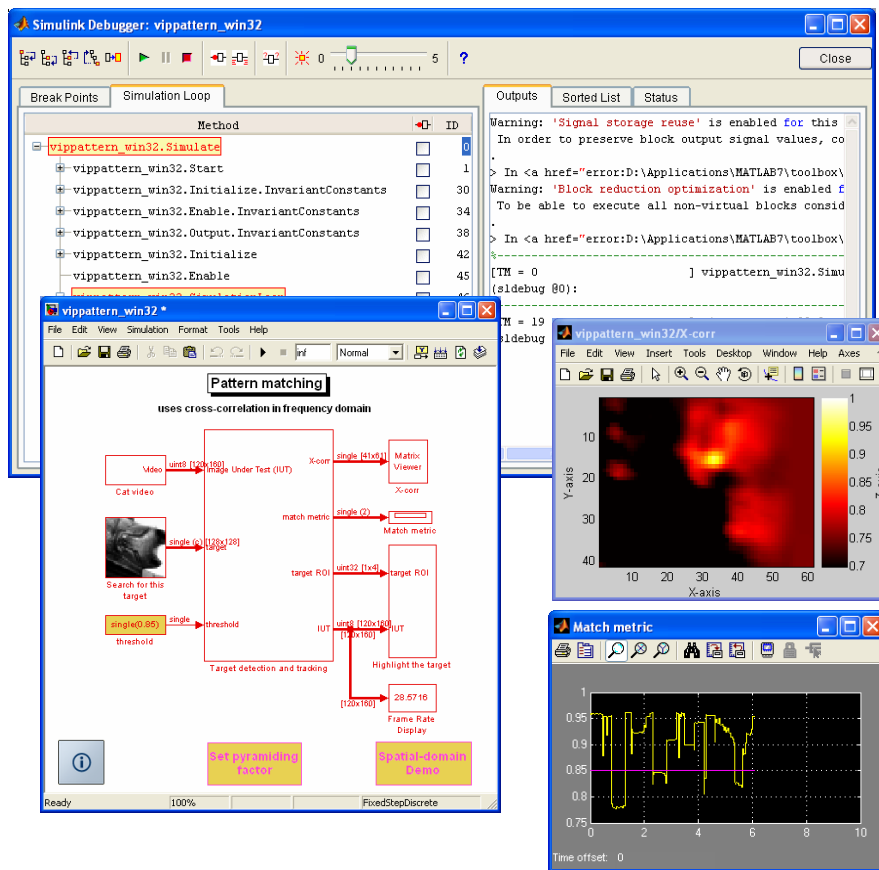 Simulink Debugger: vippattern_win32
0
5
?
Close
Break Points
Simulation Loop
Method
ID
vippattern_win32.Simulate
0
vippattern_win32.Start
1
vippattern_win32.Initialize.InvariantConstants
30
vippattern_win32.Enable.InvariantConstants
34
vippattern_win32.Output.InvariantConstants
38
vippattern_win32.Initialize
42
vippattern_win32.Enable
45
Outputs
Sorted List
Status
Warning: 'Signal storage reuse' is enabled for this
In order to preserve block output signal values, co
.
> In <a href="error:D:\Applications\MATLAB7\toolbox\
Warning: 'Block reduction optimization' is enabled f
To be able to execute all non-virtual blocks consid
.
> In <a href="error:D:\Applications\MATLAB7\toolbox\
%----------------------------------------------------
[TM = 0 ] vippattern_win32.Simu
(sldebug @0):
TM = 19
sldebug
vippattern_win32 *
File Edit View Simulation Format Tools Help
inf
Normal
Pattern matching
uses cross-correlation in frequency domain
Video
uint8 [120x160]
Cat video
Image Under Test (IUT)
X-corr
single [41x61]
Matrix
Viewer
X-corr
match metric
single (2)
Match metric
single (c) [128x128]
target
Search for this
target
target ROI
uint32 [1x4]
target ROI
single(0.85)
single
threshold
threshold
IUT
uint8 [120x160]
[120x160]
IUT
Target detection and tracking
Highlight the target
[120x160]
28.5716
Frame Rate
Display
Set pyramiding
factor
Spatial-domain
Demo
Ready
100%
FixedStepDiscrete
vippattern_win32/X-corr
File Edit View Insert Tools Desktop Window Help Axes
10
20
30
40
Y-axis
10 20 30 40 50 60
X-axis
1
0.95
0.9
0.85
0.8
0.75
0.7
Match metric
1
0.95
0.9
0.85
0.8
0.75
0 2 4 6 8 10
Time offset: 0